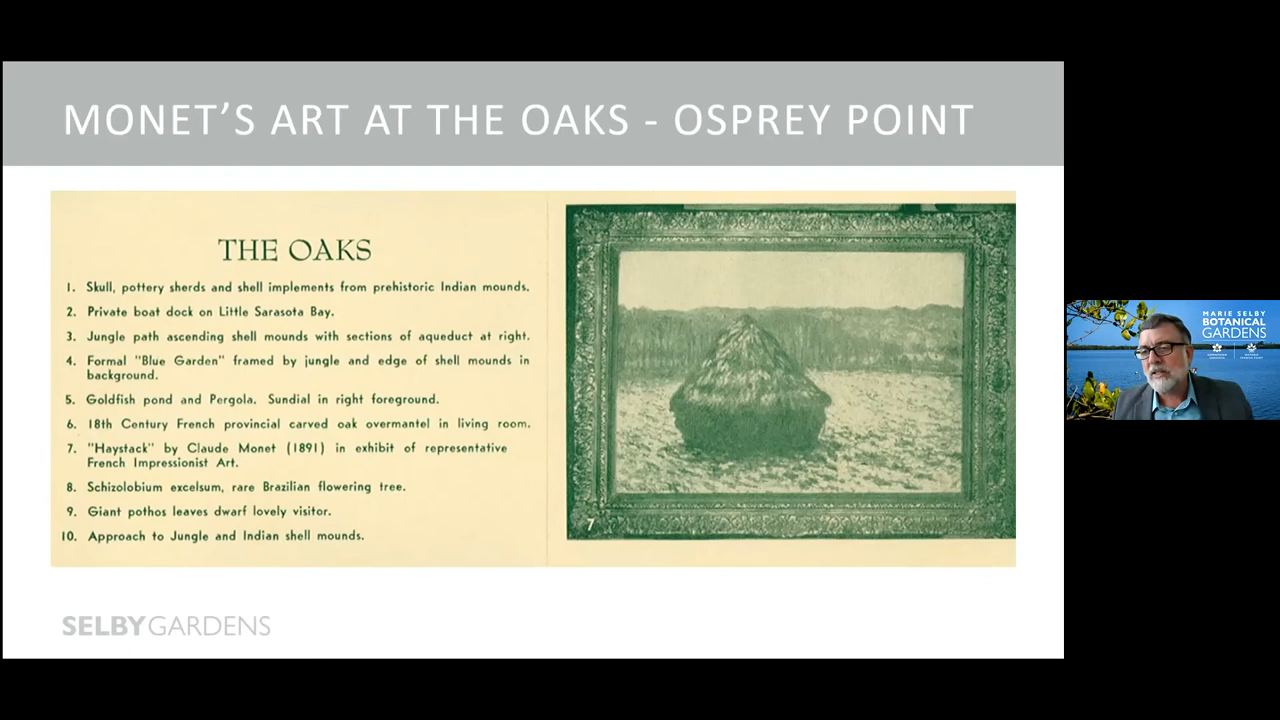 MONET'S ART AT THE OAKS - OSPREY POINT
THE OAKS
1. Skull, pottery sherds and shell implements from prehistoric Indian mounds.
2. Private boat dock on Little Sarasota Bay.
3. Jungle path ascending shell mounds with sections of aqueduct at right.
4. Formal "Blue Garden" framed by jungle and edge of shell mounds in
background.
5. Goldfish pond and Pergola. Sundial in right foreground.
6. 18th Century French provincial carved oak overmantel in living room.
7. "Haystack" by Claude Monet (1891) in exhibit of representative
French Impressionist Art.
8. Schizolobium excelsum, rare Brazilian flowering tree.
9. Giant pothos leaves dwarf lovely visitor.
10. Approach to Jungle and Indian shell mounds.
7
SELBY GARDENS
MARIE SELBY
BOTANICAL
GARDENS